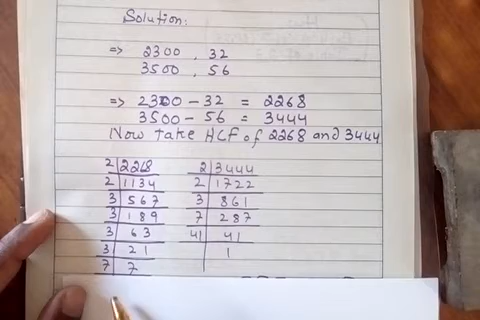 Solution:
⇒ 2300 , 32
3500 , 56
⇒ 2300 - 32 = 2268
3500 - 56 = 3444
Now take HCF of 2268 and 3444
2 | 2268   2 | 3444
2 | 1134   2 | 1722
3 | 567   3 | 861
3 | 189   7 | 287
3 | 63   41 | 41
3 | 21   | 1
7 | 7